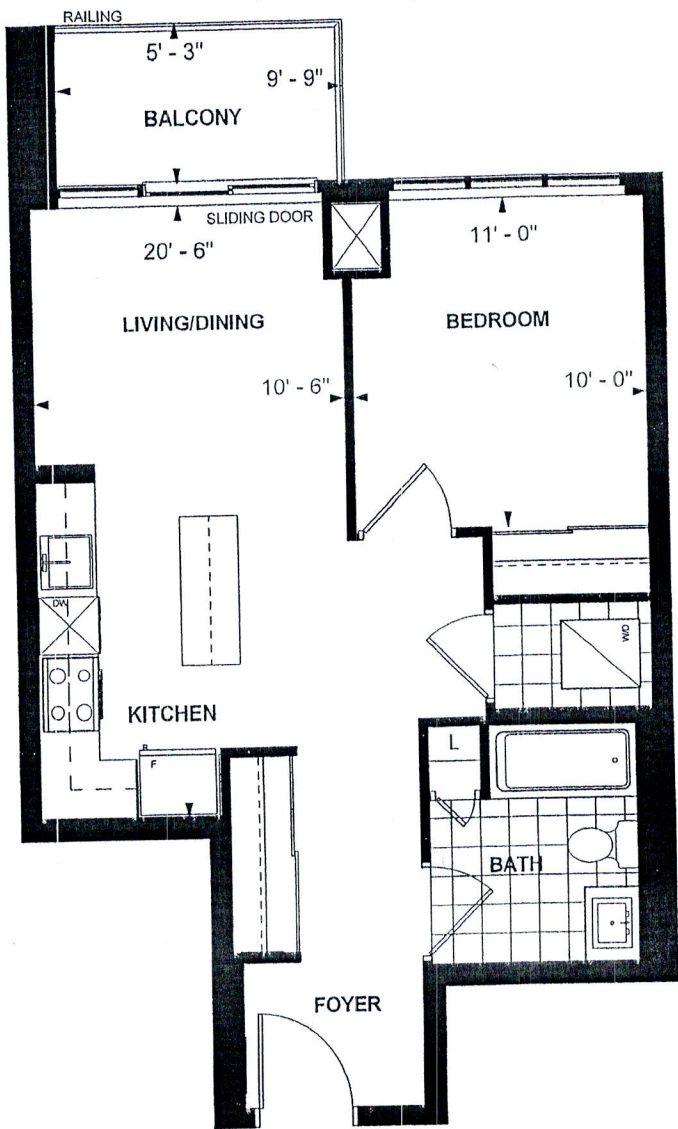 RAILING
5' - 3"
9' - 9"
BALCONY
SLIDING DOOR
20' - 6"
11' - 0"
LIVING/DINING
BEDROOM
10' - 6"
10' - 0"
DW
W/D
KITCHEN
L
F
BATH
FOYER